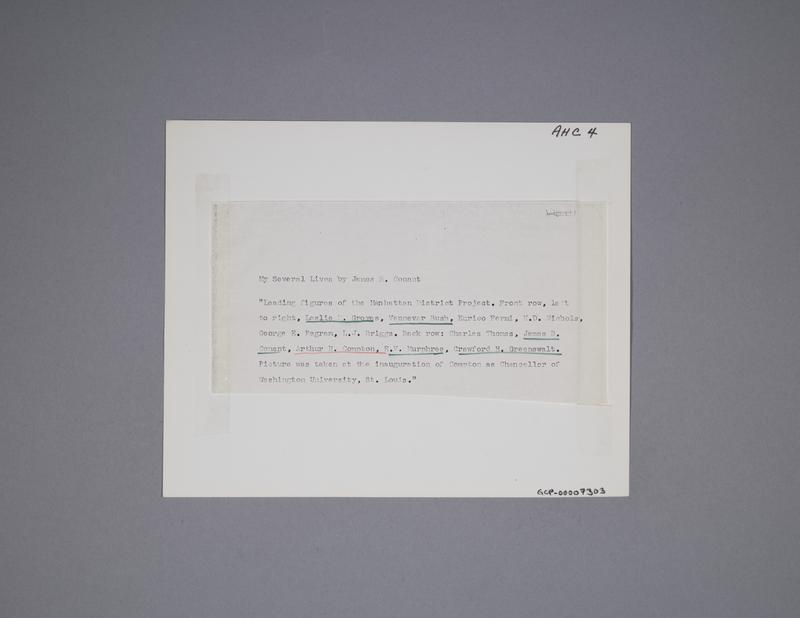 AHC 4
My Several Lives by James B. Conant
"Leading figures of the Manhattan District Project. Front row, left
to right, Leslie R. Groves, Vannevar Bush, Enrico Fermi, K.D. Nichols,
George E. Pegram, L.J. Briggs. Back row: Charles Thomas, James B.
Conant, Arthur H. Compton, E.V. Murphree, Crawford H. Greenewalt.
Picture was taken at the inauguration of Compton as Chancellor of
Washington University, St. Louis."
GCP-00007303